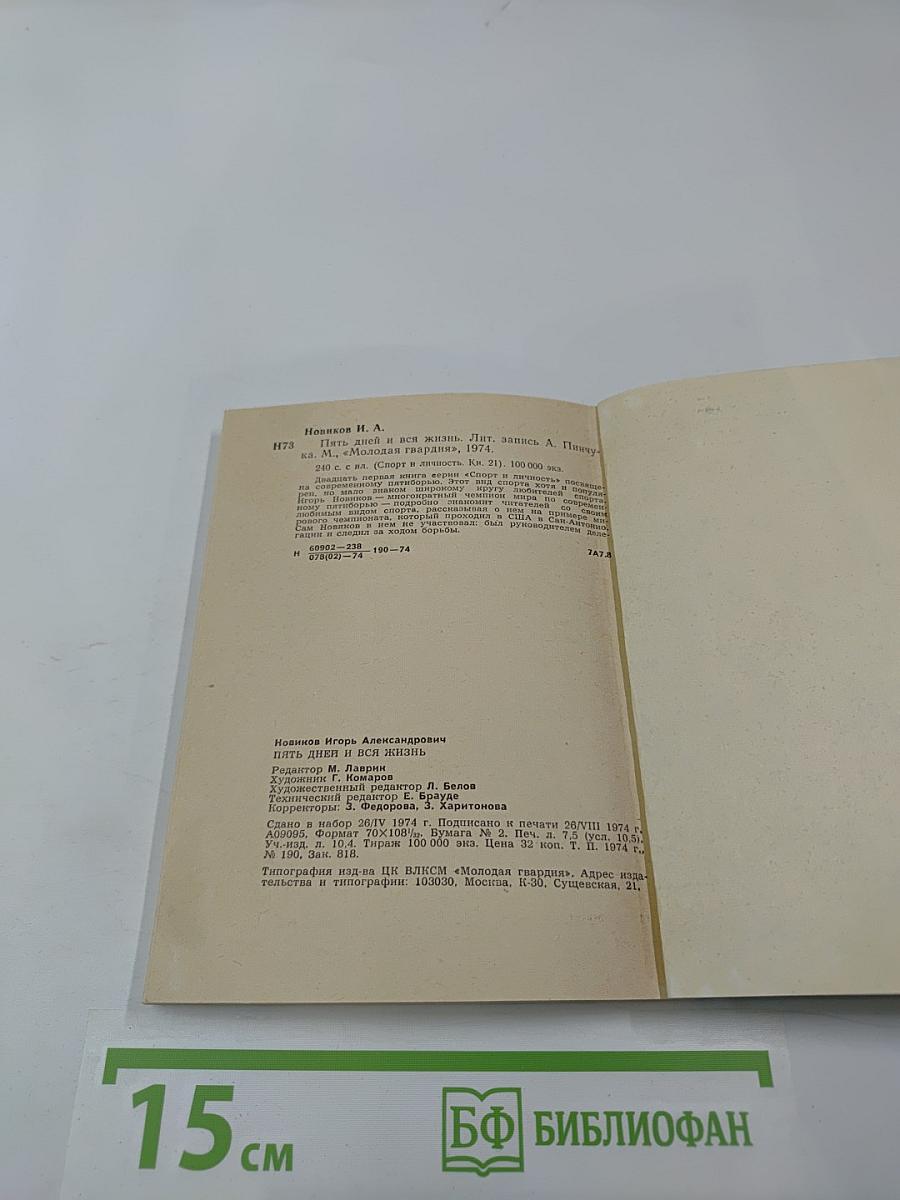 Новиков И. А.
Н73 Пять дней и вся жизнь. Лит. запись А. Пинчу-
ка. М., «Молодая гвардия», 1974.
240 с. с ил. (Спорт и личность. Кн. 21). 100 000 экз.
Двадцать первая книга серии «Спорт и личность» посвяще-
на современному пятиборью. Этот вид спорта хотя и популя-
рен, но мало знаком широкому кругу любителей спорта.
Игорь Новиков — многократный чемпион мира по современ-
ному пятиборью — подробно знакомит читателей со своим
любимым видом спорта, рассказывая о нем на примере ми-
рового чемпионата, который проходил в США в Сан-Антонио.
Сам Новиков в нем не участвовал: был руководителем деле-
гации и следил за ходом борьбы.
Н 60902—238
078(02)—74 190—74 7А7.8
Новиков Игорь Александрович
ПЯТЬ ДНЕЙ И ВСЯ ЖИЗНЬ
Редактор М. Лаврик
Художник Г. Комаров
Художественный редактор Л. Белов
Технический редактор Е. Брауде
Корректоры: З. Федорова, З. Харитонова
Сдано в набор 26/IV 1974 г. Подписано к печати 26/VIII 1974 г.
А09095. Формат 70×108¹/₃₂. Бумага № 2. Печ. л. 7,5 (усл. 10,5).
Уч.-изд. л. 10,4. Тираж 100 000 экз. Цена 32 коп. Т. П. 1974 г.,
№ 190. Зак. 818.
Типография изд-ва ЦК ВЛКСМ «Молодая гвардия». Адрес изда-
тельства и типографии: 103030, Москва, К-30, Сущевская, 21.
15 см БФ БИБЛИОФАН